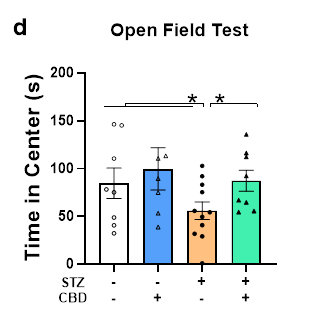 d
Open Field Test
Time in Center (s)
200
150
100
50
0
* *
STZ - - + +
CBD - + - +